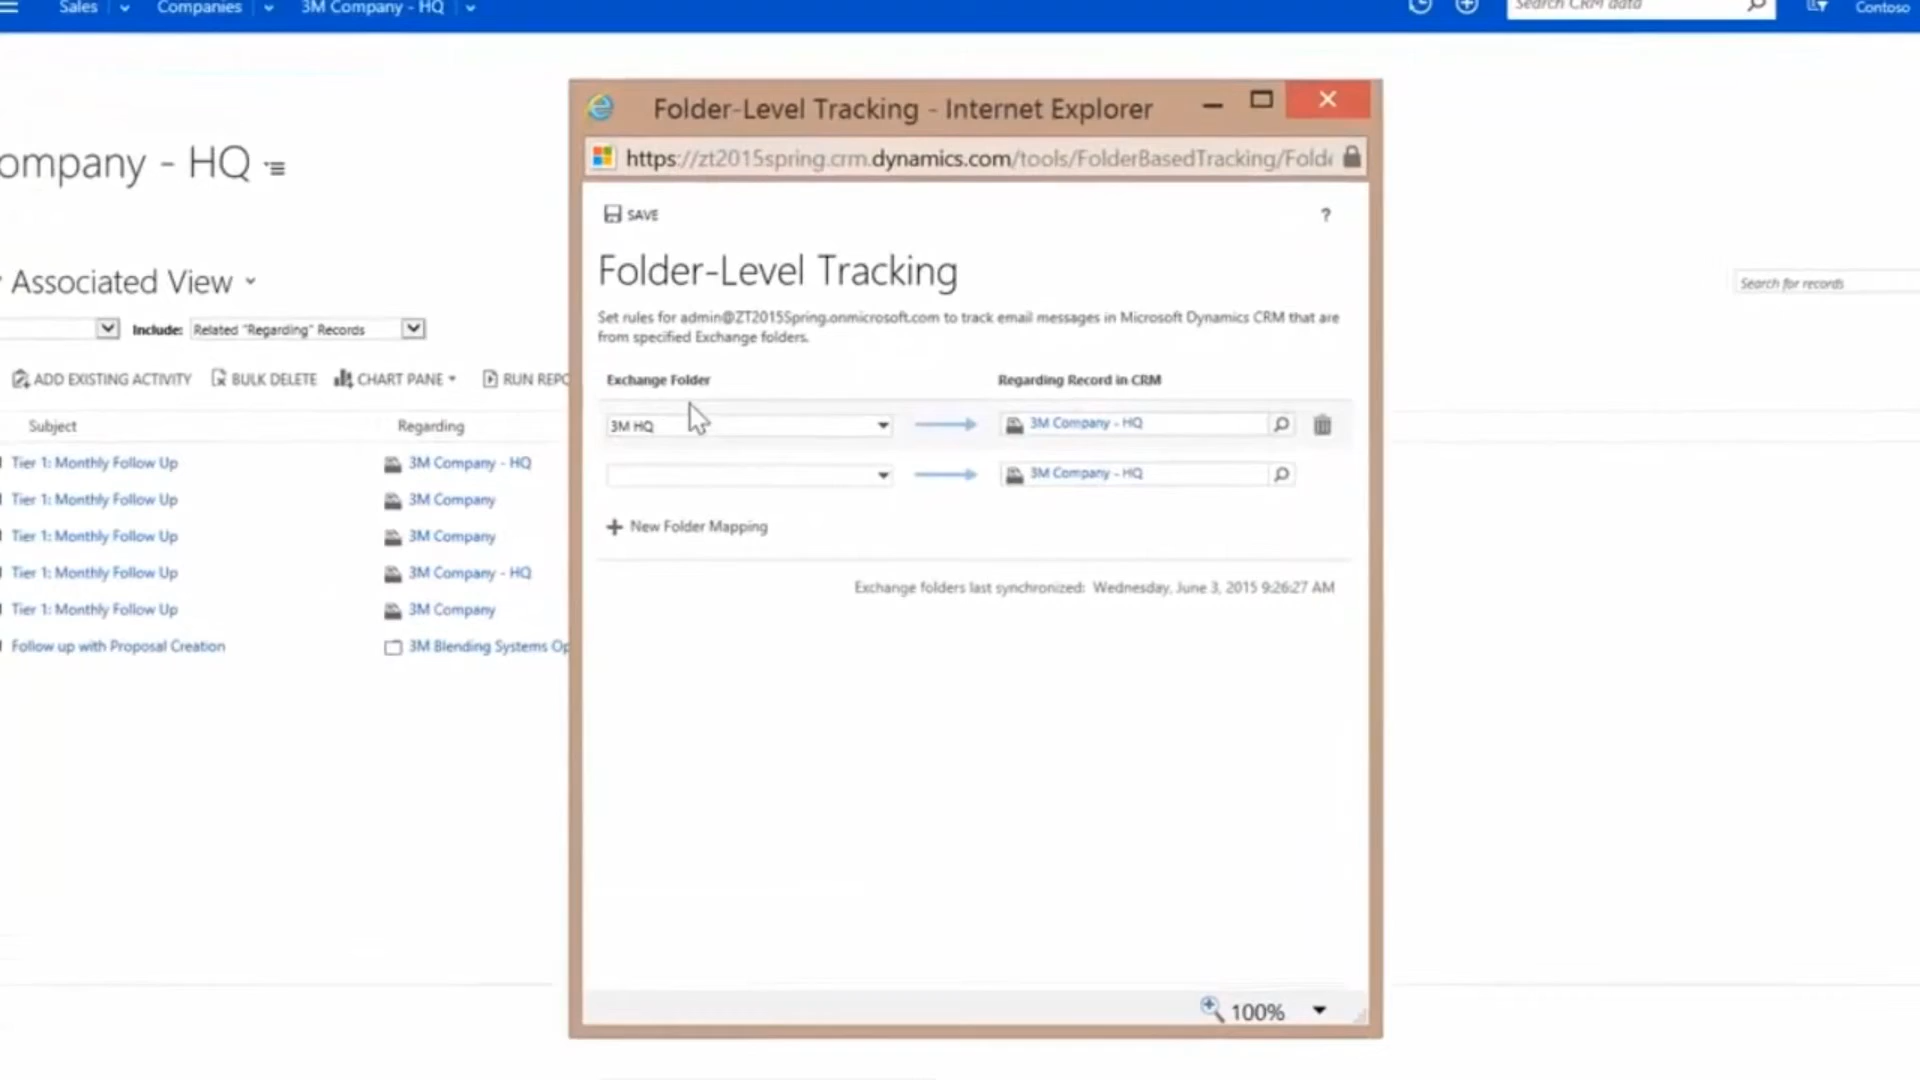 Sales Companies 3M Company - HQ Search CRM data Contoso
Folder-Level Tracking - Internet Explorer
https://zt2015spring.crm.dynamics.com/tools/FolderBasedTracking/Fold
ompany - HQ
SAVE ?
Folder-Level Tracking
Associated View
Search for records
Set rules for admin@ZT2015Spring.onmicrosoft.com to track email messages in Microsoft Dynamics CRM that are
from specified Exchange folders.
Include: Related "Regarding" Records
ADD EXISTING ACTIVITY BULK DELETE CHART PANE RUN REPO
Exchange Folder Regarding Record in CRM
Subject Regarding
3M HQ 3M Company - HQ
Tier 1: Monthly Follow Up 3M Company - HQ
3M Company - HQ
Tier 1: Monthly Follow Up 3M Company
New Folder Mapping
Tier 1: Monthly Follow Up 3M Company
Tier 1: Monthly Follow Up 3M Company - HQ
Exchange folders last synchronized: Wednesday, June 3, 2015 9:26:27 AM
Tier 1: Monthly Follow Up 3M Company
Follow up with Proposal Creation 3M Blending Systems Op
100%